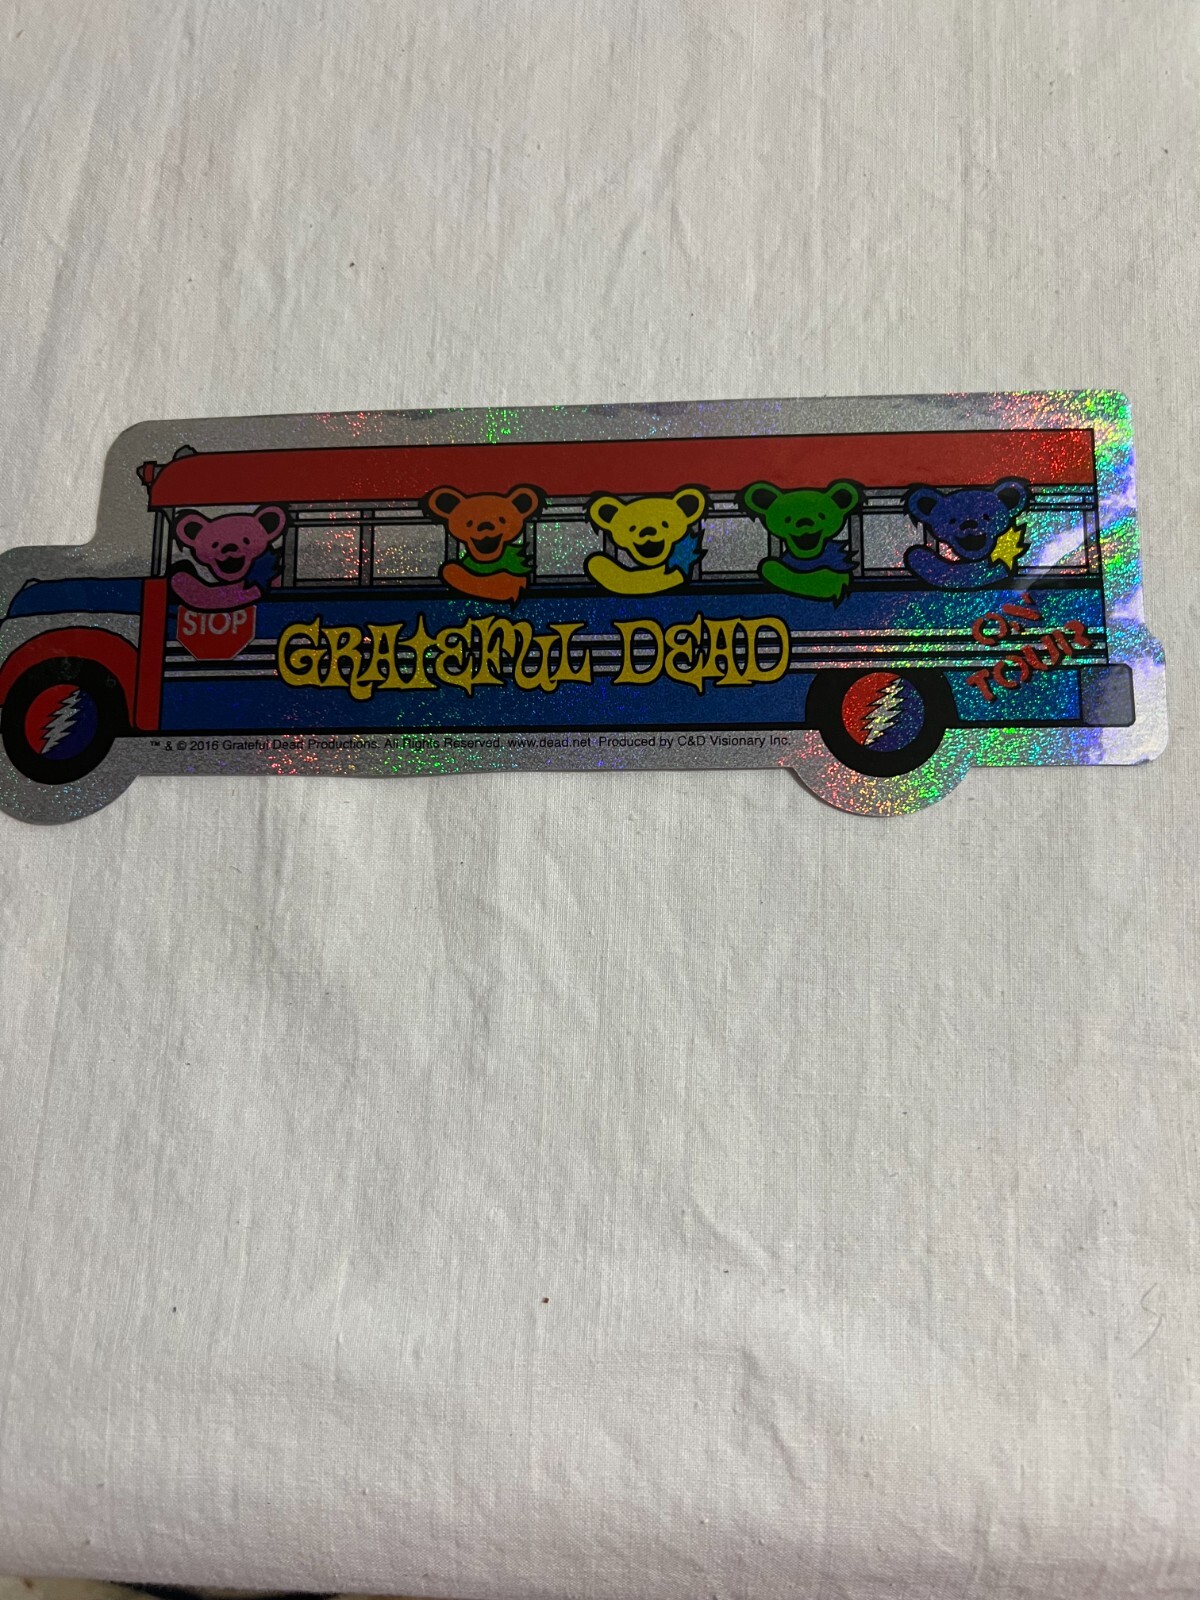 STOP
GRATEFUL DEAD
ON
TOUR
™ & © 2016 Grateful Dead Productions. All Rights Reserved. www.dead.net Produced by C&D Visionary Inc.